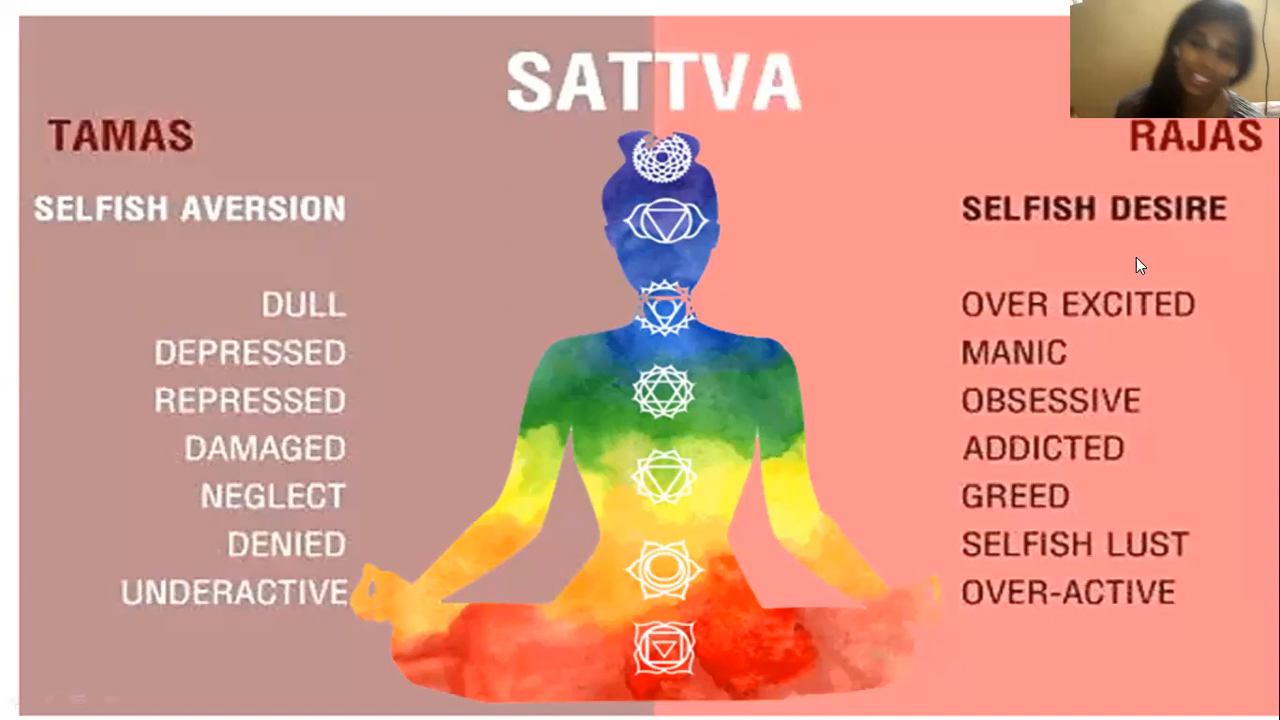 SATTVA
TAMAS
SELFISH AVERSION
DULL
DEPRESSED
REPRESSED
DAMAGED
NEGLECT
DENIED
UNDERACTIVE
RAJAS
SELFISH DESIRE
OVER EXCITED
MANIC
OBSESSIVE
ADDICTED
GREED
SELFISH LUST
OVER-ACTIVE